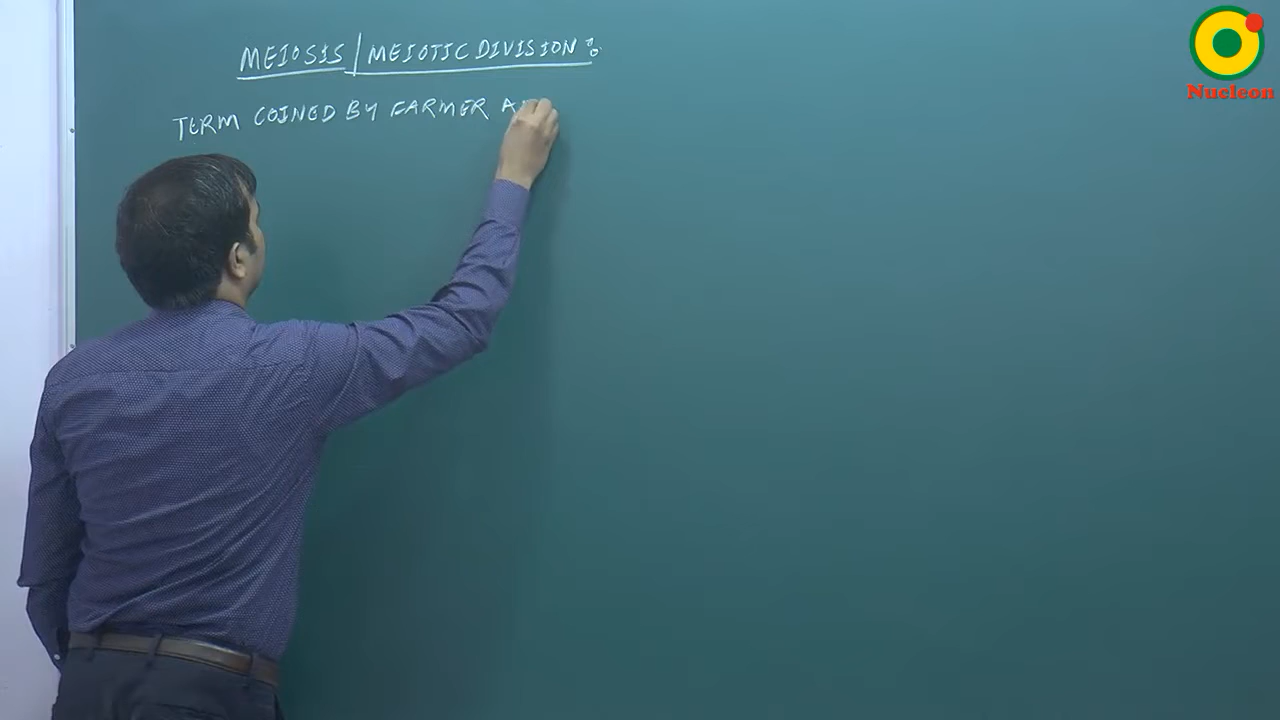 MEIOSIS / MEIOTIC DIVISION :
TERM COINED BY FARMER
Nucleon